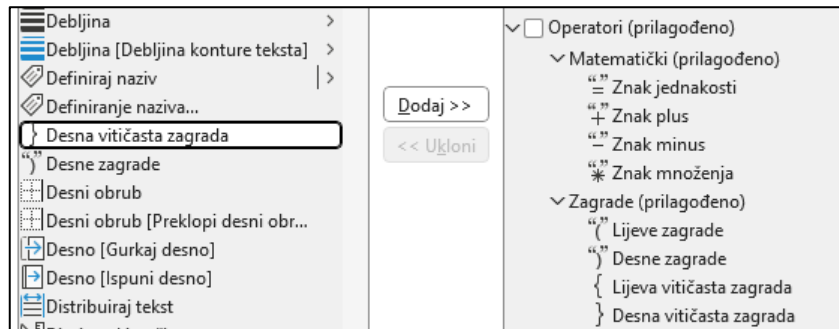 Debljina
Debljina [Debljina konture teksta]
Definiraj naziv
Definiranje naziva...
Desna vitičasta zagrada
Desne zagrade
Desni obrub
Desni obrub [Preklopi desni obr...
Desno [Gurkaj desno]
Desno [Ispuni desno]
Distribuiraj tekst
Dodaj >>
<< Ukloni
Operatori (prilagođeno)
Matematički (prilagođeno)
Znak jednakosti
Znak plus
Znak minus
Znak množenja
Zagrade (prilagođeno)
Lijeve zagrade
Desne zagrade
Lijeva vitičasta zagrada
Desna vitičasta zagrada